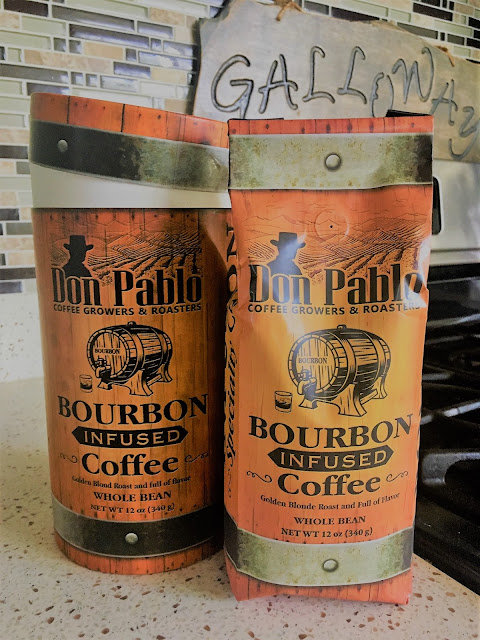 GALLoWAY
Don Pablo
COFFEE GROWERS & ROASTERS
BOURBON
BOURBON
INFUSED
Coffee
Golden Blond Roast and full of flavor
WHOLE BEAN
NET WT 12 oz (340 g)
Specialty
Don Pablo
COFFEE GROWERS & ROASTERS
BOURBON
BOURBON
INFUSED
Coffee
Golden Blonde Roast and Full of Flavor
WHOLE BEAN
NET WT 12 oz (340 g)